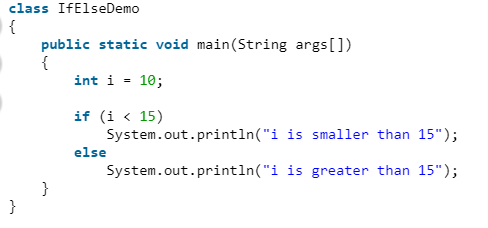 class IfElseDemo
{
    public static void main(String args[])
    {
        int i = 10;

        if (i < 15)
            System.out.println("i is smaller than 15");
        else
            System.out.println("i is greater than 15");
    }
}